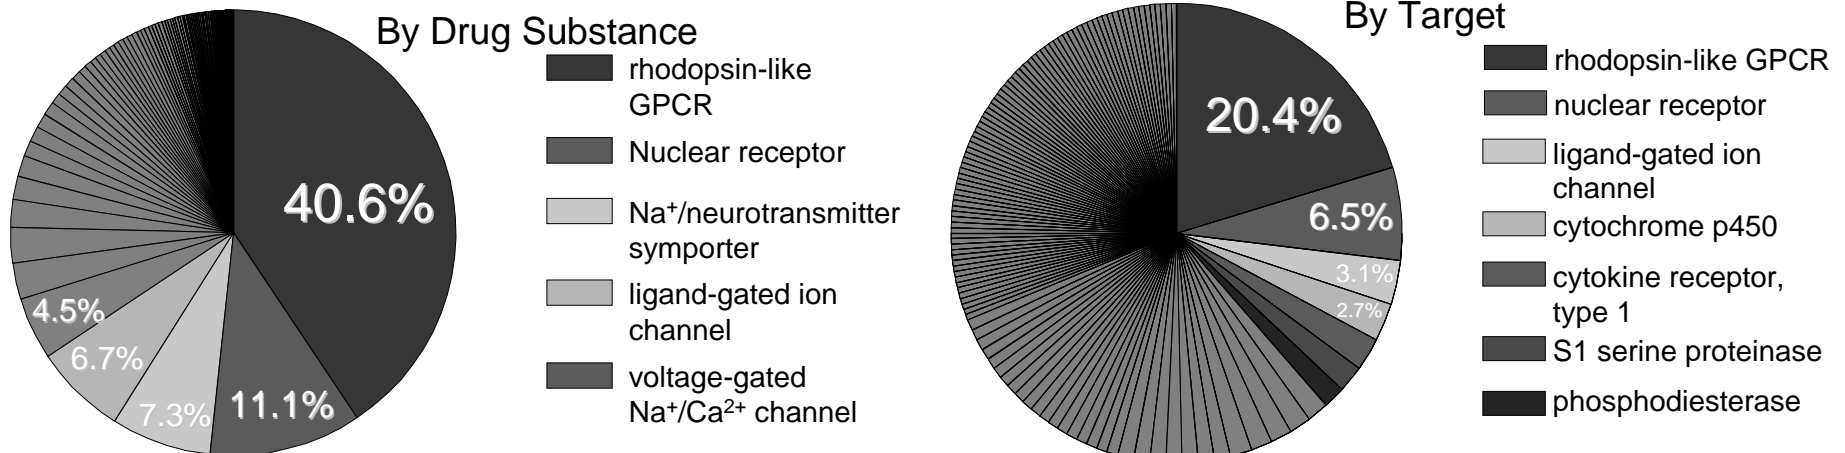 By Drug Substance
rhodopsin-like
GPCR
Nuclear receptor
Na⁺/neurotransmitter
symporter
ligand-gated ion
channel
voltage-gated
Na⁺/Ca²⁺ channel
40.6%
11.1%
7.3%
6.7%
4.5%
By Target
rhodopsin-like GPCR
nuclear receptor
ligand-gated ion
channel
cytochrome p450
cytokine receptor,
type 1
S1 serine proteinase
phosphodiesterase
20.4%
6.5%
3.1%
2.7%